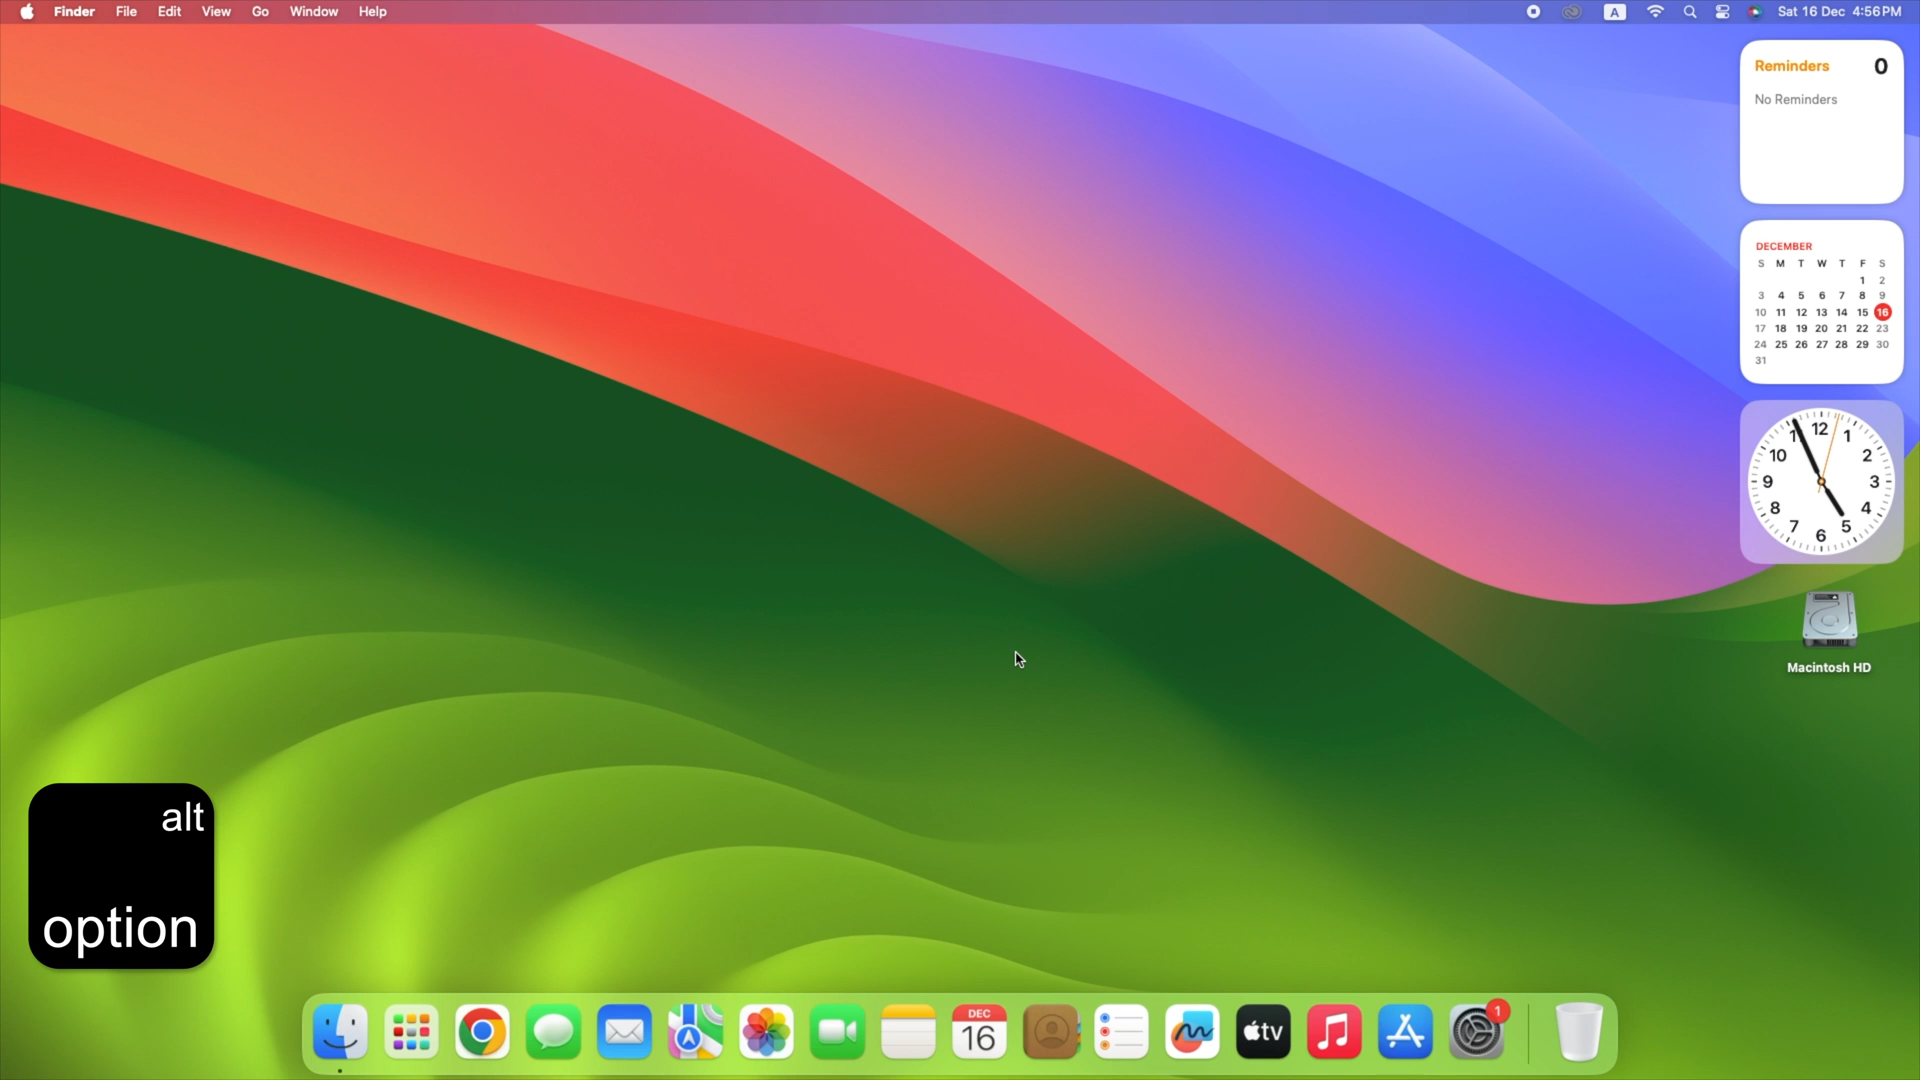 Finder File Edit View Go Window Help
A Sat 16 Dec 4:56 PM
Reminders 0
No Reminders
DECEMBER
S M T W T F S
1 2
3 4 5 6 7 8 9
10 11 12 13 14 15 16
17 18 19 20 21 22 23
24 25 26 27 28 29 30
31
12
11 1
10 2
9 3
8 4
7 5
6
Macintosh HD
alt
option
DEC
16
tv
1